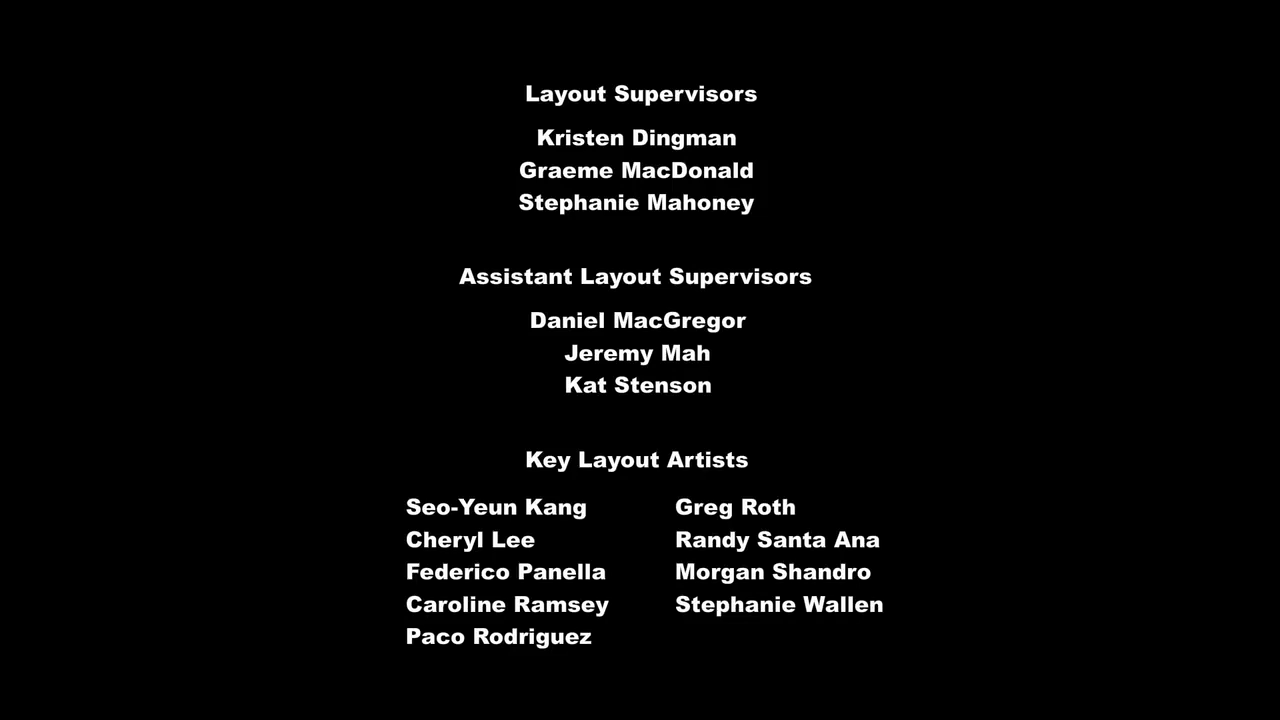 Layout Supervisors
Kristen Dingman
Graeme MacDonald
Stephanie Mahoney
Assistant Layout Supervisors
Daniel MacGregor
Jeremy Mah
Kat Stenson
Key Layout Artists
Seo-Yeun Kang
Cheryl Lee
Federico Panella
Caroline Ramsey
Paco Rodriguez
Greg Roth
Randy Santa Ana
Morgan Shandro
Stephanie Wallen